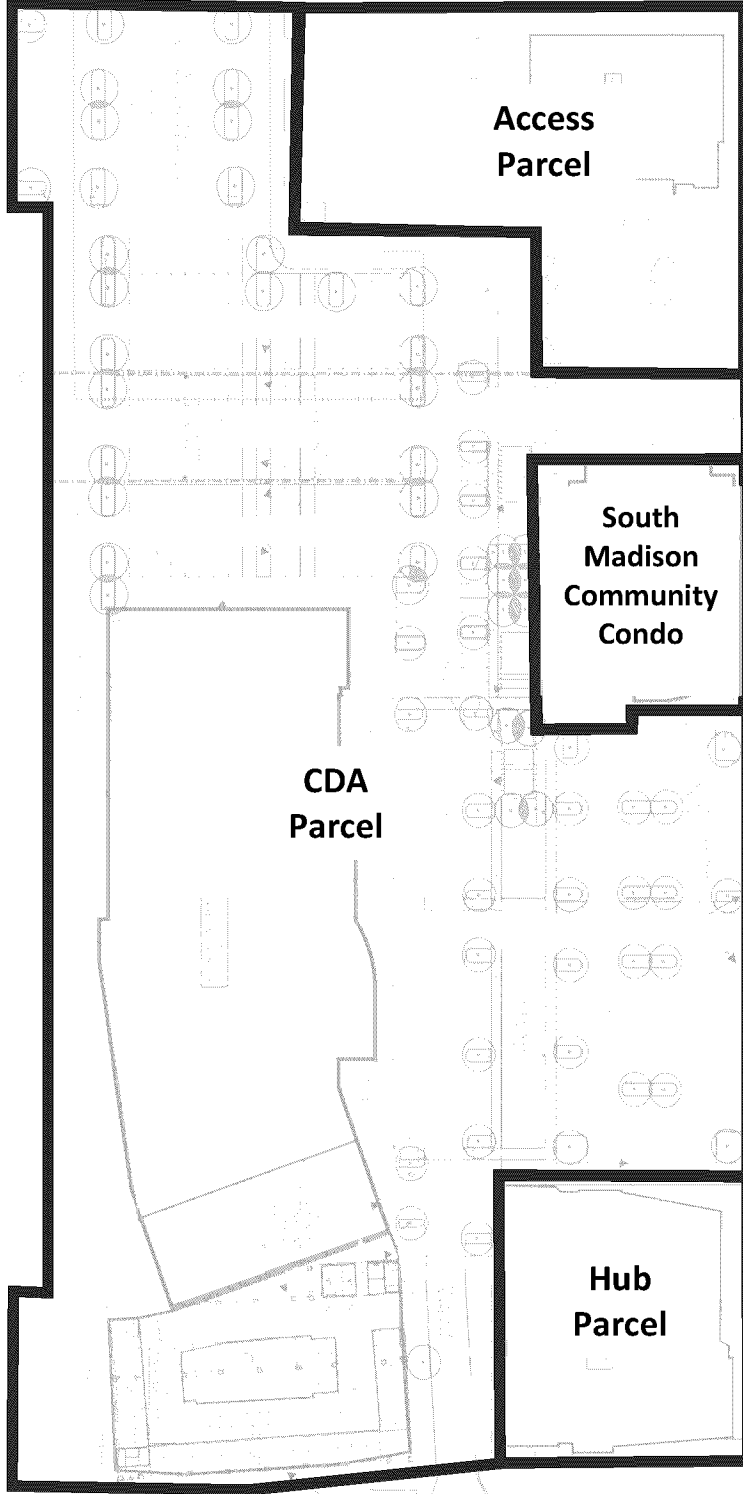 Access
Parcel
South
Madison
Community
Condo
CDA
Parcel
Hub
Parcel